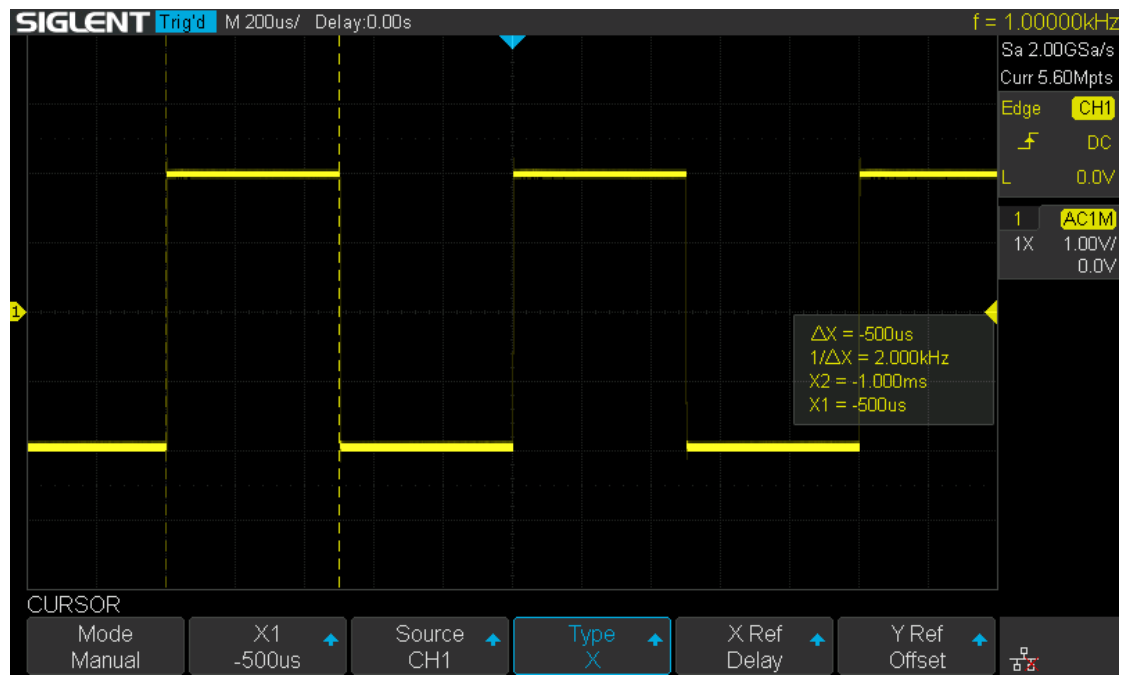 SIGLENT Trig'd M 200us/ Delay:0.00s f = 1.00000kHz
Sa 2.00GSa/s
Curr 5.60Mpts
Edge CH1
DC
L 0.0V
1 AC1M
1X 1.00V/
0.0V
1
ΔX = -500us
1/ΔX = 2.000kHz
X2 = -1.000ms
X1 = -500us
CURSOR
Mode X1 Source Type X Ref Y Ref
Manual -500us CH1 X Delay Offset